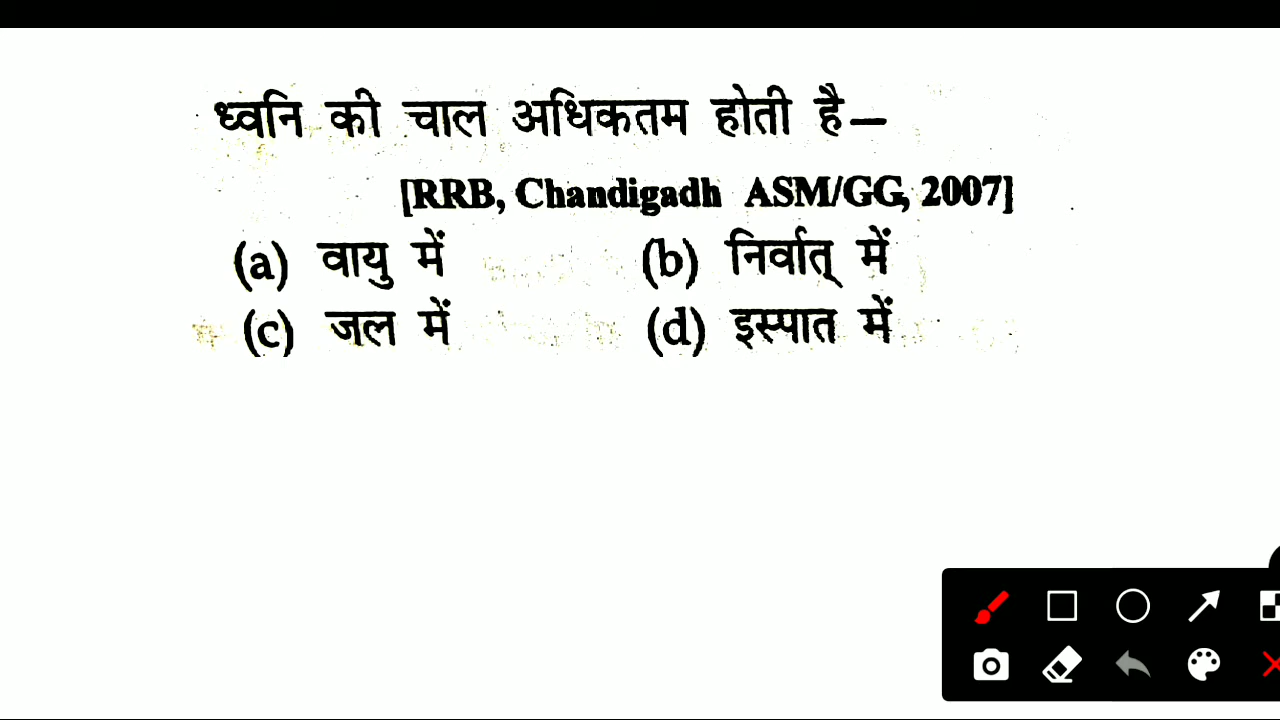 ध्वनि की चाल अधिकतम होती है—
[RRB, Chandigadh ASM/GG, 2007]
(a) वायु में (b) निर्वात् में
(c) जल में (d) इस्पात में